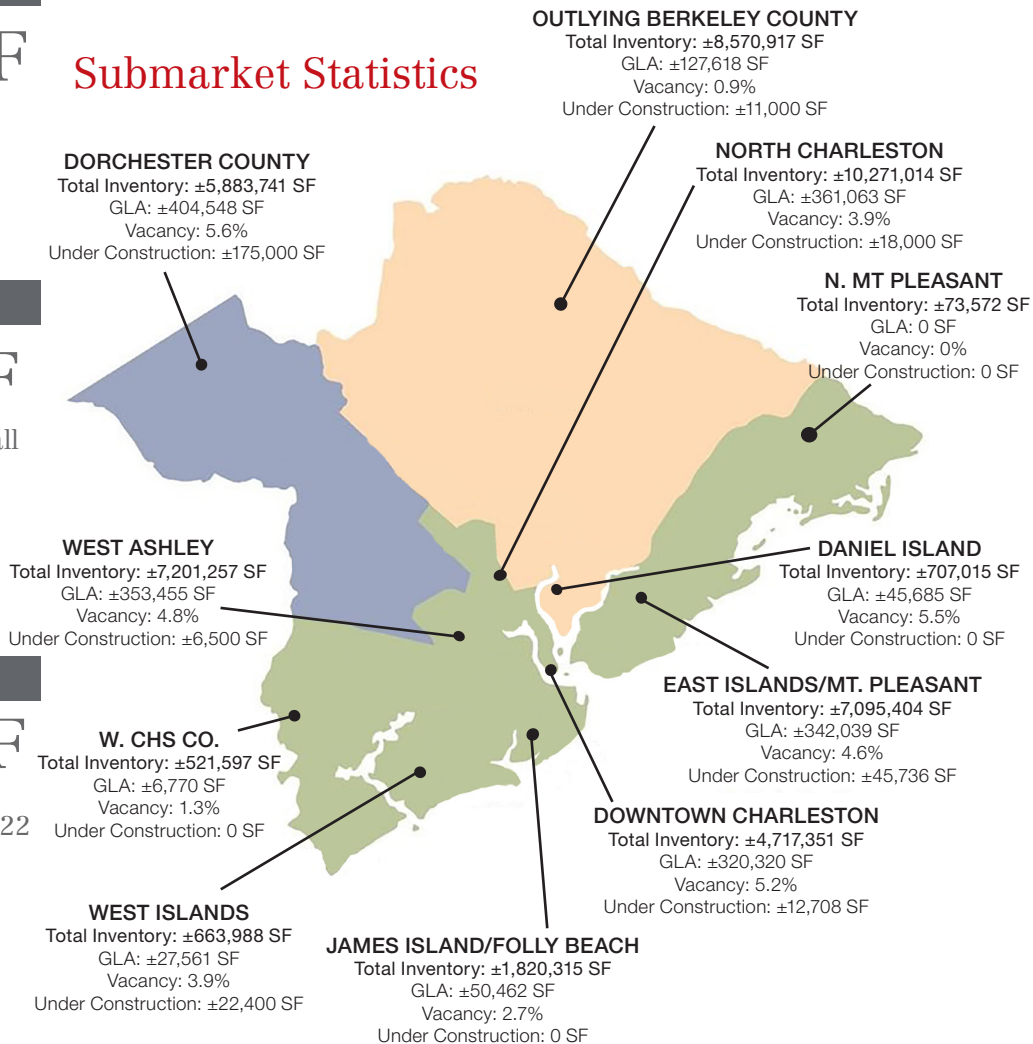 F
Submarket Statistics
OUTLYING BERKELEY COUNTY
Total Inventory: ±8,570,917 SF
GLA: ±127,618 SF
Vacancy: 0.9%
Under Construction: ±11,000 SF
DORCHESTER COUNTY
Total Inventory: ±5,883,741 SF
GLA: ±404,548 SF
Vacancy: 5.6%
Under Construction: ±175,000 SF
NORTH CHARLESTON
Total Inventory: ±10,271,014 SF
GLA: ±361,063 SF
Vacancy: 3.9%
Under Construction: ±18,000 SF
N. MT PLEASANT
Total Inventory: ±73,572 SF
GLA: 0 SF
Vacancy: 0%
Under Construction: 0 SF
F
all
WEST ASHLEY
Total Inventory: ±7,201,257 SF
GLA: ±353,455 SF
Vacancy: 4.8%
Under Construction: ±6,500 SF
DANIEL ISLAND
Total Inventory: ±707,015 SF
GLA: ±45,685 SF
Vacancy: 5.5%
Under Construction: 0 SF
EAST ISLANDS/MT. PLEASANT
Total Inventory: ±7,095,404 SF
GLA: ±342,039 SF
Vacancy: 4.6%
Under Construction: ±45,736 SF
F
22
W. CHS CO.
Total Inventory: ±521,597 SF
GLA: ±6,770 SF
Vacancy: 1.3%
Under Construction: 0 SF
DOWNTOWN CHARLESTON
Total Inventory: ±4,717,351 SF
GLA: ±320,320 SF
Vacancy: 5.2%
Under Construction: ±12,708 SF
WEST ISLANDS
Total Inventory: ±663,988 SF
GLA: ±27,561 SF
Vacancy: 3.9%
Under Construction: ±22,400 SF
JAMES ISLAND/FOLLY BEACH
Total Inventory: ±1,820,315 SF
GLA: ±50,462 SF
Vacancy: 2.7%
Under Construction: 0 SF